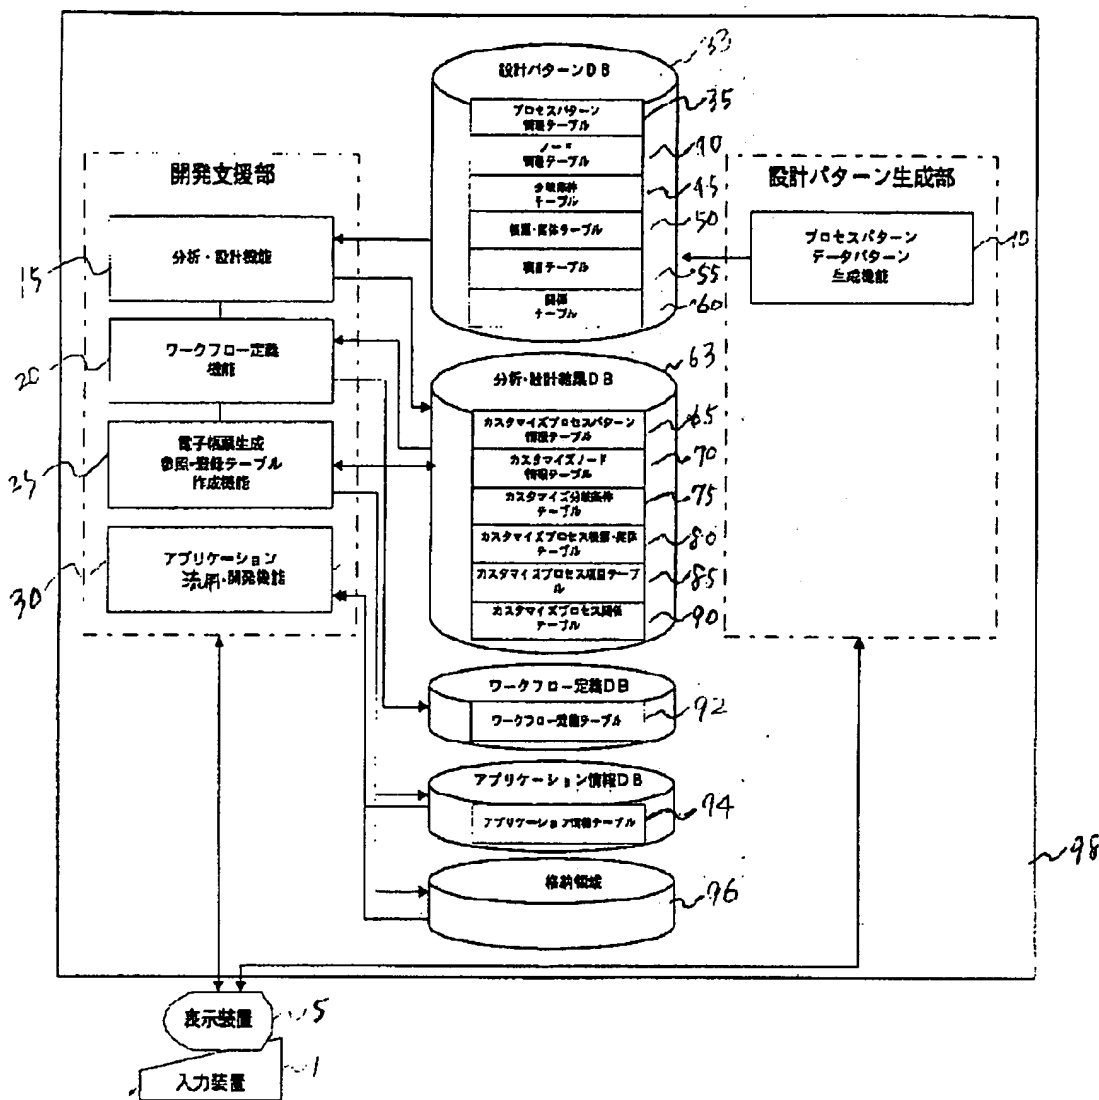 設計パターンDB
33
プロセスパターン
情報テーブル
35
ノード
情報テーブル
40
分岐条件
テーブル
45
帳票・実体テーブル
50
項目テーブル
55
関係
テーブル
60
開発支援部
分析・設計機能
15
ワークフロー定義
機能
20
電子帳票生成
参照・登録テーブル
作成機能
25
アプリケーション
流用・開発機能
30
設計パターン生成部
プロセスパターン
データパターン
生成機能
10
分析・設計結果DB
63
カスタマイズプロセスパターン
情報テーブル
65
カスタマイズノード
情報テーブル
70
カスタマイズ分岐条件
テーブル
75
カスタマイズプロセス帳票・実体
テーブル
80
カスタマイズプロセス項目テーブ
ル
85
カスタマイズプロセス関係
テーブル
90
ワークフロー定義DB
ワークフロー定義テーブル
92
アプリケーション情報DB
アプリケーション情報テーブル
94
格納領域
96
98
表示装置
5
入力装置
1